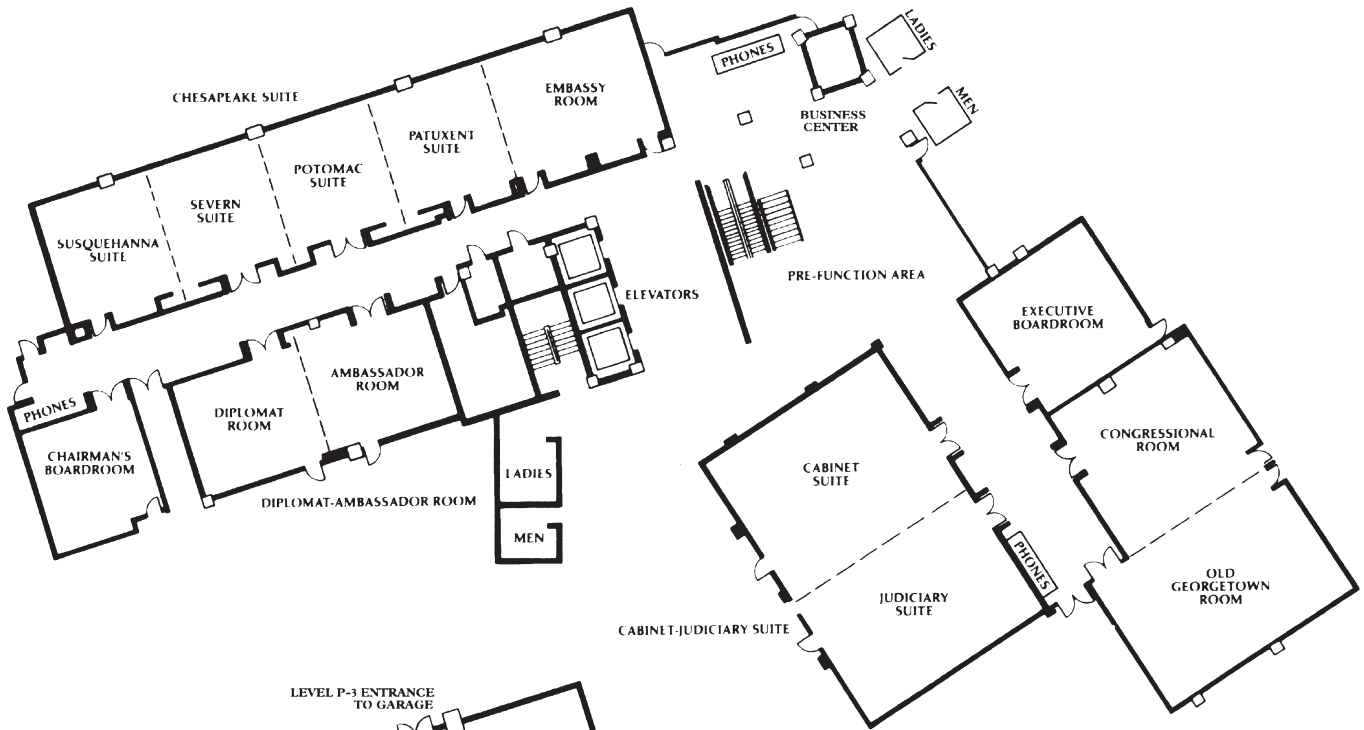 LADIES
PHONES
MEN
EMBASSY
ROOM
CHESAPEAKE SUITE
BUSINESS
CENTER
PATUXENT
SUITE
POTOMAC
SUITE
SEVERN
SUITE
SUSQUEHANNA
SUITE
PRE-FUNCTION AREA
ELEVATORS
EXECUTIVE
BOARDROOM
AMBASSADOR
ROOM
PHONES
DIPLOMAT
ROOM
CHAIRMAN'S
BOARDROOM
CONGRESSIONAL
ROOM
CABINET
SUITE
LADIES
DIPLOMAT-AMBASSADOR ROOM
MEN
PHONES
OLD
GEORGETOWN
ROOM
JUDICIARY
SUITE
CABINET-JUDICIARY SUITE
LEVEL P-3 ENTRANCE
TO GARAGE